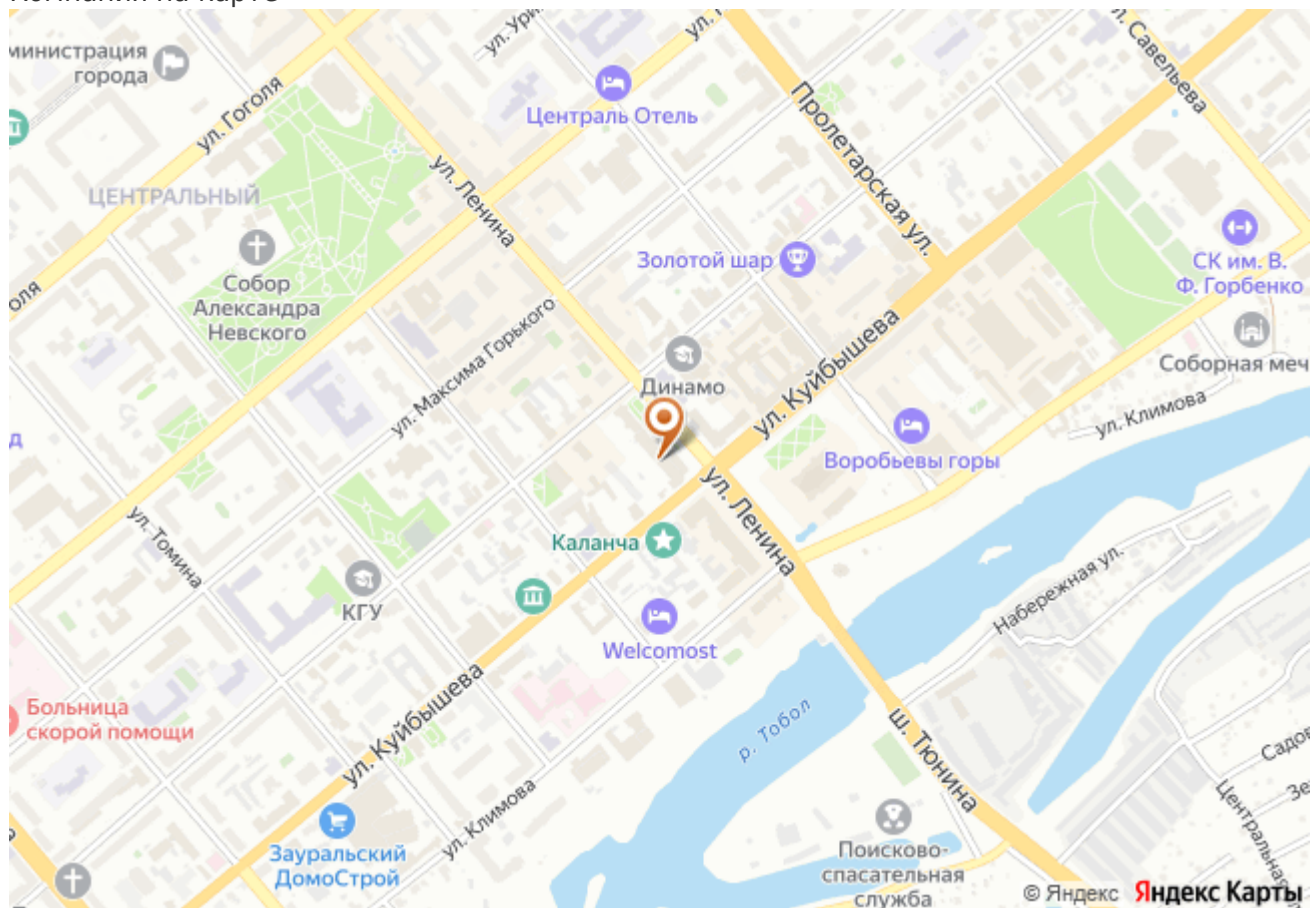 Компания на карте
ул. Савельева
министрация
города
ул. Гоголя
Централь Отель
Пролетарская ул.
ЦЕНТРАЛЬНЫЙ
ул. Ленина
Золотой шар
СК им. В.
Ф. Горбенко
Собор
Александра
Невского
ул. Максима Горького
Динамо
ул. Куйбышева
Соборная меч
ул. Климова
Воробьевы горы
ул. Ленина
ул. Томина
Каланча
КГУ
Набережная ул.
Welcomost
Больница
скорой помощи
ул. Куйбышева
р. Тобол
ш. Тюнина
ул. Климова
Центральная
Зауральский
ДомоСтрой
Поисково-
спасательная
служба
© Яндекс Яндекс Карты